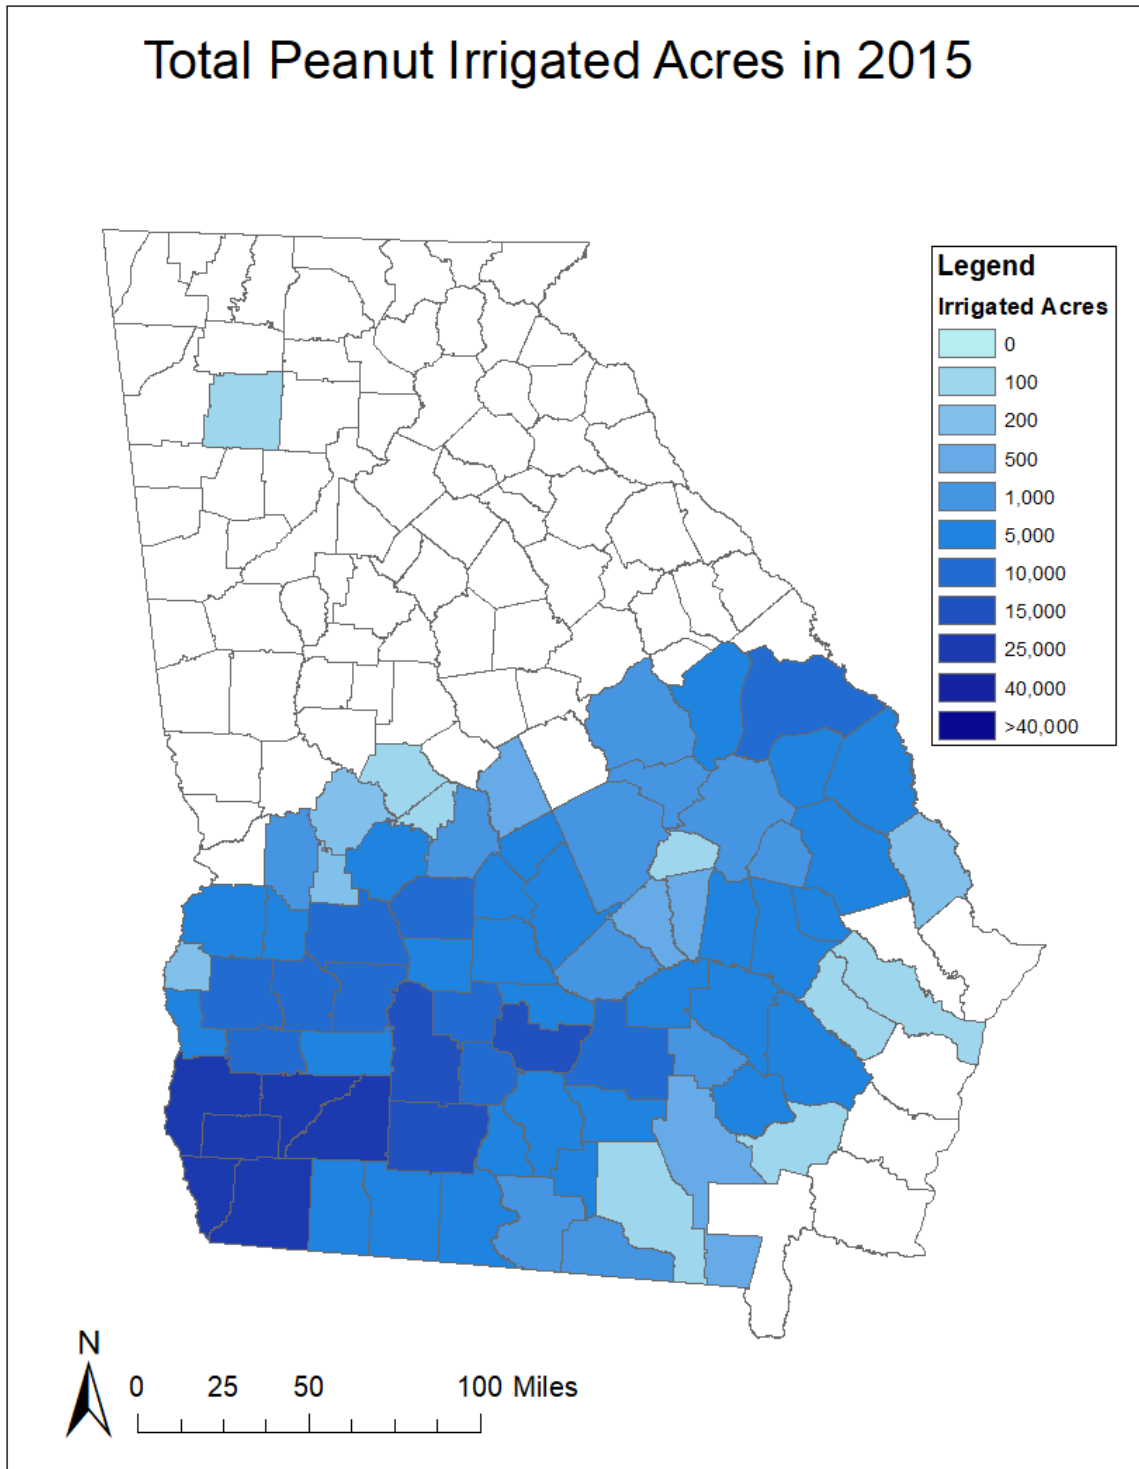 Total Peanut Irrigated Acres in 2015
Legend
Irrigated Acres
0
100
200
500
1,000
5,000
10,000
15,000
25,000
40,000
>40,000
N
0 25 50 100 Miles